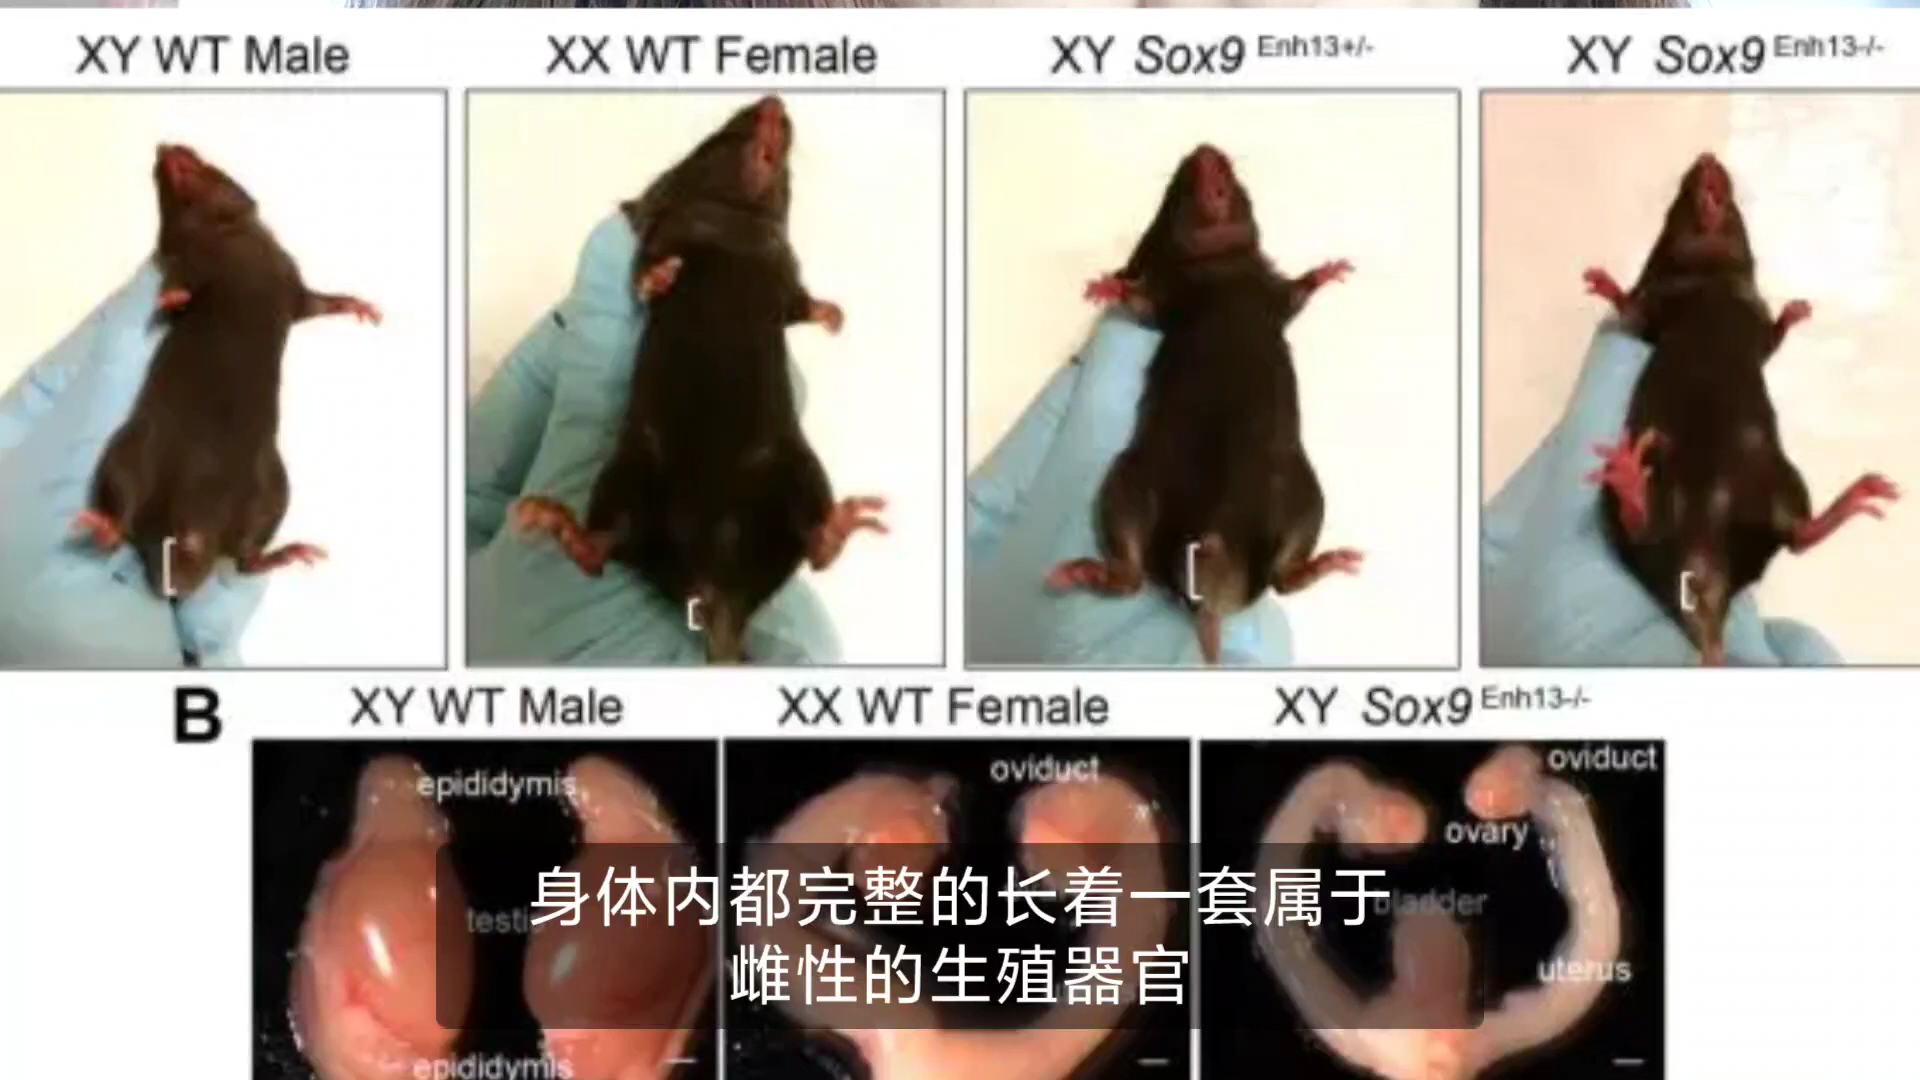 XY WT Male
XX WT Female
XY Sox9 Enh13+/-
XY Sox9 Enh13-/-
B
XY WT Male
XX WT Female
XY Sox9 Enh13-/-
epididymis
oviduct
oviduct
ovary
bladder
testi
uterus
epididymis
身体内都完整的长着一套属于
雌性的生殖器官